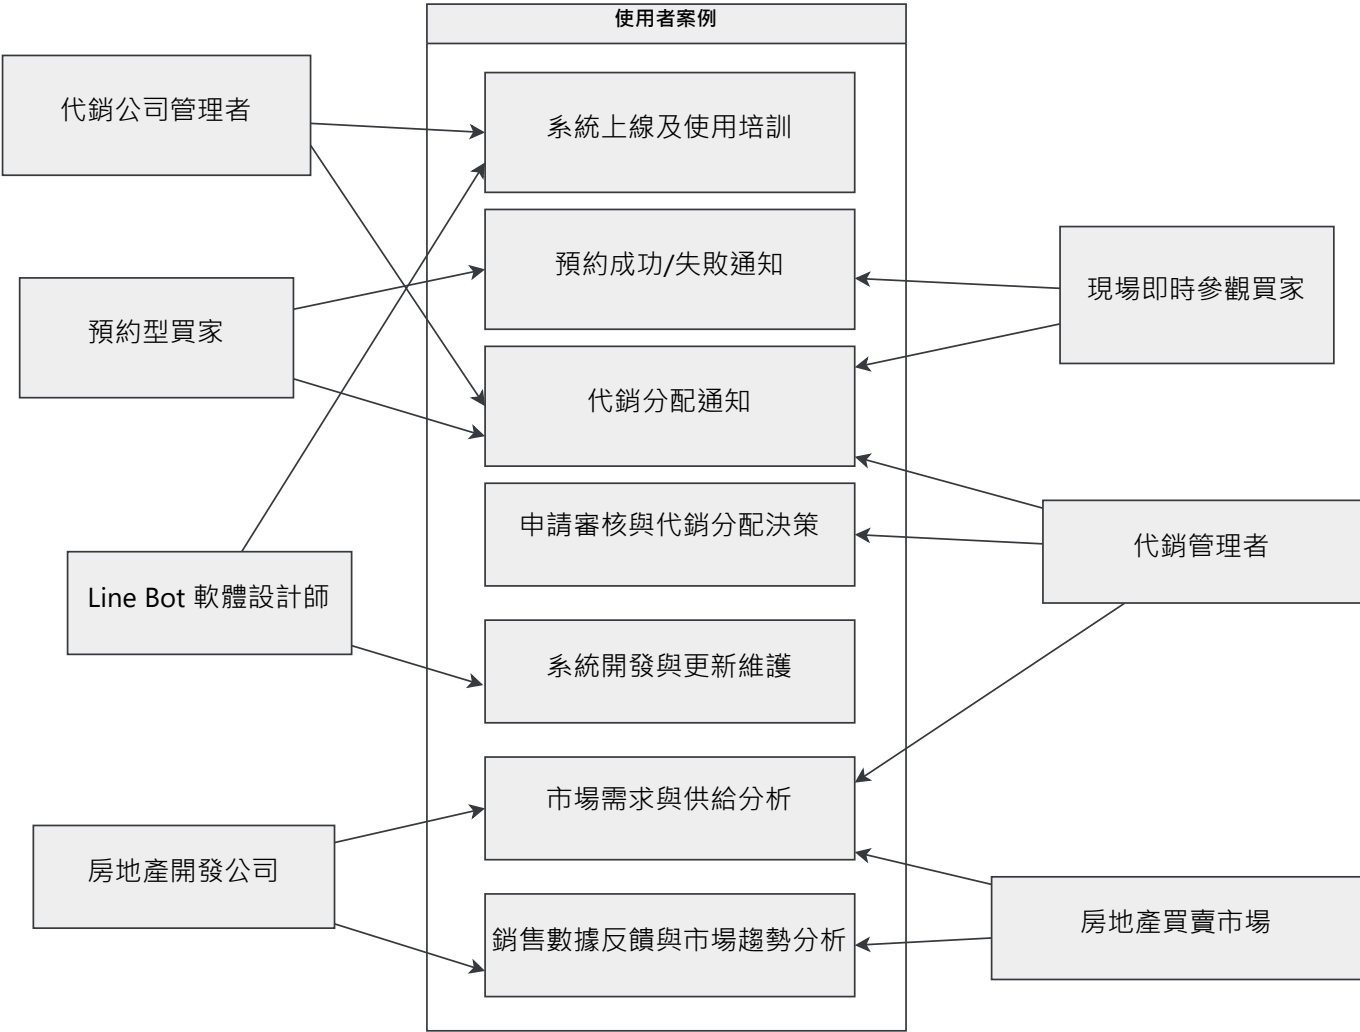 使用者案例
代銷公司管理者
系統上線及使用培訓
預約成功/失敗通知
現場即時參觀買家
預約型買家
代銷分配通知
申請審核與代銷分配決策
代銷管理者
Line Bot 軟體設計師
系統開發與更新維護
市場需求與供給分析
房地產開發公司
房地產買賣市場
銷售數據反饋與市場趨勢分析